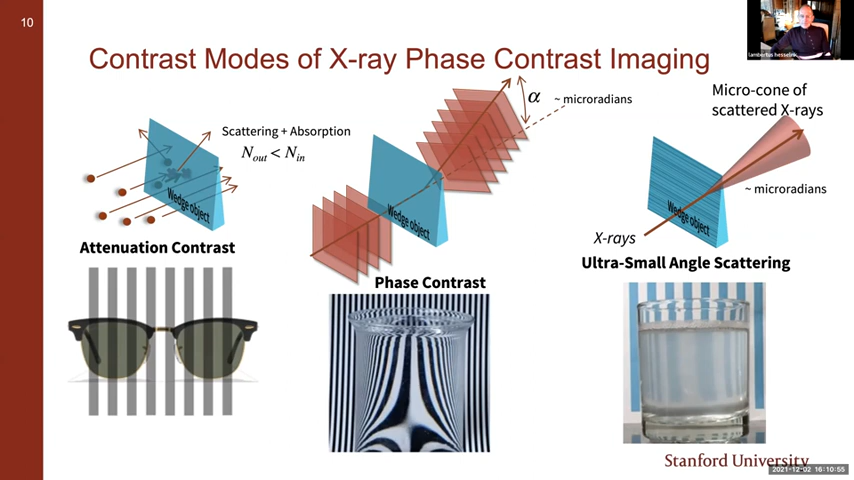 10
lambertus hesselink
Contrast Modes of X-ray Phase Contrast Imaging
Scattering + Absorption
N_out < N_in
Wedge object
Attenuation Contrast
α
~ microradians
Wedge object
Phase Contrast
Micro-cone of
scattered X-rays
~ microradians
Wedge object
X-rays
Ultra-Small Angle Scattering
Stanford University
2021-12-02 16:10:55